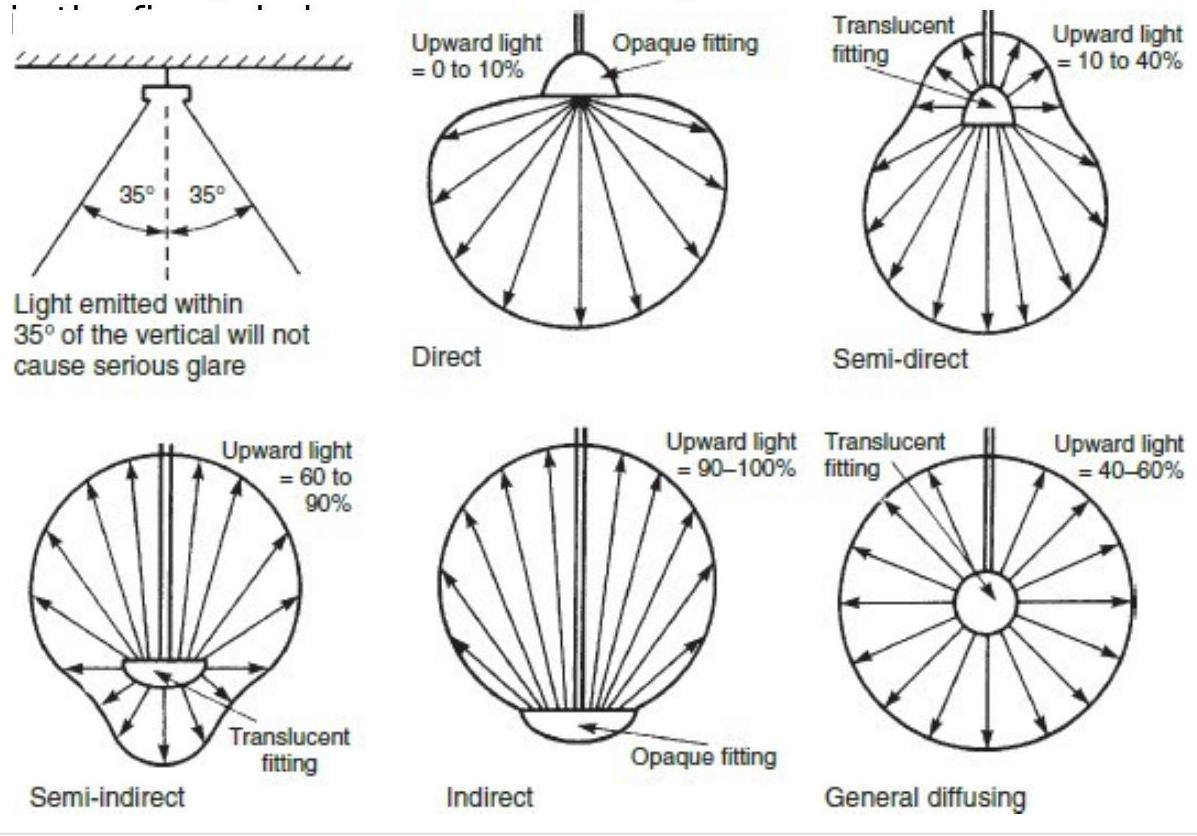 35° 35°
Light emitted within
35° of the vertical will not
cause serious glare
Upward light
= 0 to 10%
Opaque fitting
Direct
Translucent
fitting
Upward light
= 10 to 40%
Semi-direct
Upward light
= 60 to
90%
Translucent
fitting
Semi-indirect
Upward light
= 90–100%
Opaque fitting
Indirect
Translucent
fitting
Upward light
= 40–60%
General diffusing